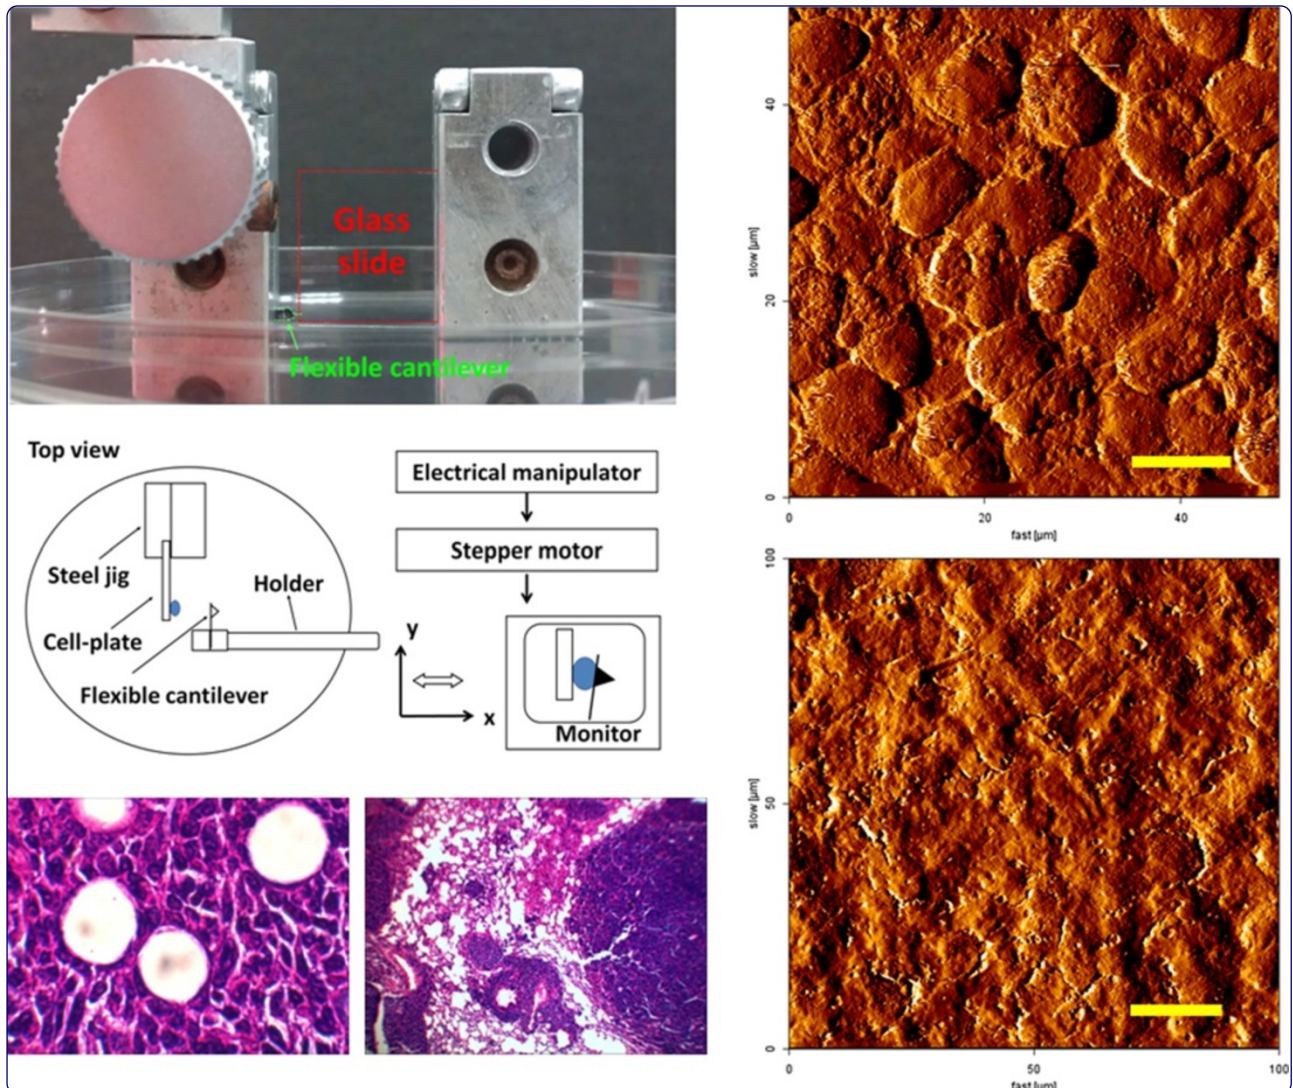 Glass
slide
Flexible cantilever
Top view
Steel jig
Cell-plate
Flexible cantilever
Holder
Electrical manipulator
Stepper motor
y
x
Monitor
slow [µm]
40
20
0
0
20
40
fast [µm]
slow [µm]
100
50
0
0
50
100
fast [µm]